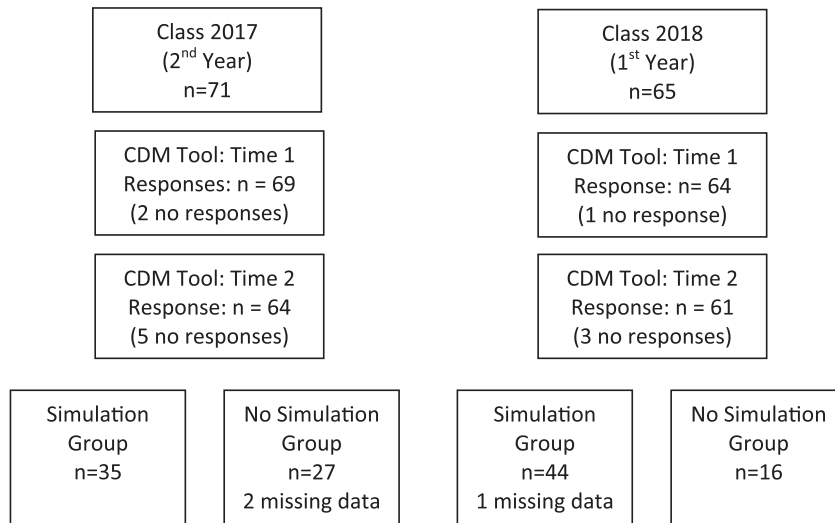 Class 2017
(2nd Year)
n=71
CDM Tool: Time 1
Responses: n = 69
(2 no responses)
CDM Tool: Time 2
Response: n = 64
(5 no responses)
Simulation
Group
n=35
No Simulation
Group
n=27
2 missing data
Class 2018
(1st Year)
n=65
CDM Tool: Time 1
Response: n= 64
(1 no response)
CDM Tool: Time 2
Response: n = 61
(3 no responses)
Simulation
Group
n=44
1 missing data
No Simulation
Group
n=16